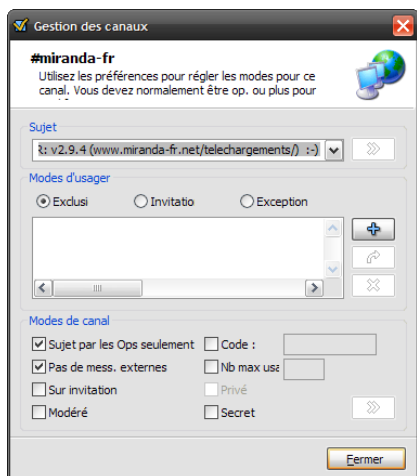 Gestion des canaux
#miranda-fr
Utilisez les préférences pour régler les modes pour ce
canal. Vous devez normalement être op. ou plus pour
Sujet
R: v2.9.4 (www.miranda-fr.net/telechargements/) :-)
Modes d'usager
Exclusi Invitatio Exception
Modes de canal
Sujet par les Ops seulement Code :
Pas de mess. externes Nb max usa
Sur invitation Privé
Modéré Secret
Fermer